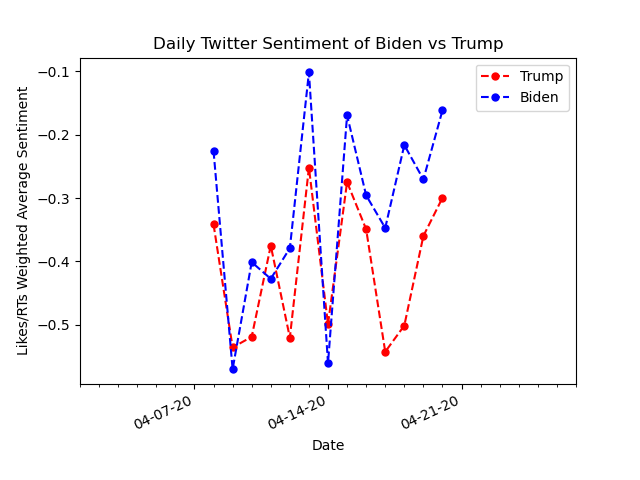 Daily Twitter Sentiment of Biden vs Trump
Trump
Biden
Likes/RTs Weighted Average Sentiment
−0.1
−0.2
−0.3
−0.4
−0.5
04-07-20
04-14-20
04-21-20
Date